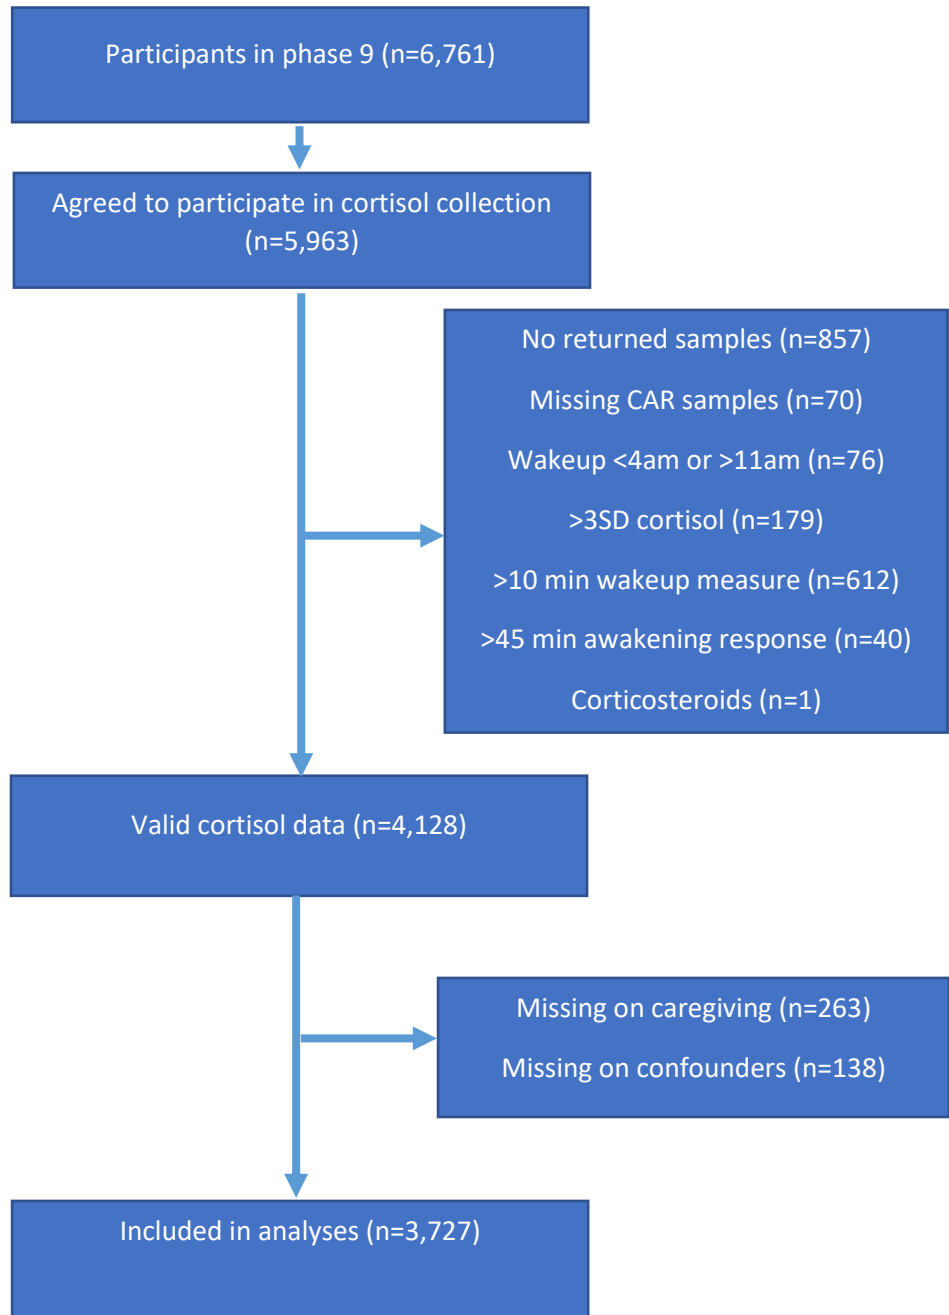 Participants in phase 9 (n=6,761)
Agreed to participate in cortisol collection
(n=5,963)
No returned samples (n=857)
Missing CAR samples (n=70)
Wakeup <4am or >11am (n=76)
>3SD cortisol (n=179)
>10 min wakeup measure (n=612)
>45 min awakening response (n=40)
Corticosteroids (n=1)
Valid cortisol data (n=4,128)
Missing on caregiving (n=263)
Missing on confounders (n=138)
Included in analyses (n=3,727)